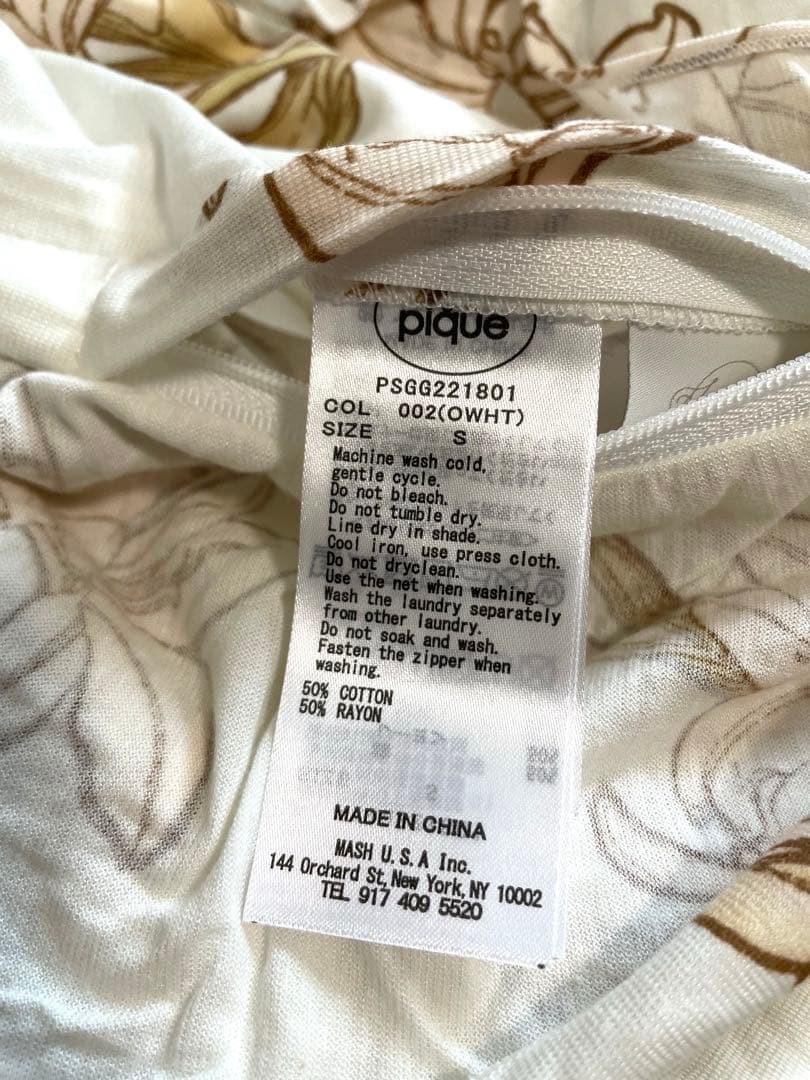 pique
PSGG221801
COL 002(OWHT)
SIZE S
Machine wash cold,
gentle cycle.
Do not bleach.
Do not tumble dry.
Line dry in shade.
Cool iron, use press cloth.
Do not dryclean.
Use the net when washing.
Wash the laundry separately
from other laundry.
Do not soak and wash.
Fasten the zipper when
washing.
50% COTTON
50% RAYON
MADE IN CHINA
MASH U.S.A Inc.
144 Orchard St, New York, NY 10002
TEL 917 409 5520